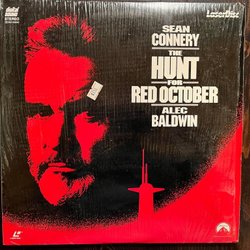 SEAN
CONNERY
LaserDisc
THE
HUNT
FOR
RED OCTOBER
ALEC
BALDWIN